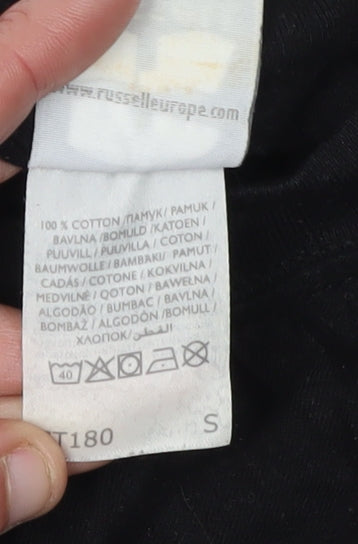 www.russelleurope.com
100 % COTTON /ПАМУК/ PAMUK /
BAVLNA /BOMULD /KATOEN /
PUUVILL / PUUVILLA / COTON /
BAUMWOLLE / BAMBAKI/ PAMUT /
CADÁS / COTONE / KOKVILNA /
MEDVILNĖ / QOTON / BAWEŁNA /
ALGODÃO / BUMBAC / BAVLNA /
BOMBAŽ / ALGODÓN /BOMULL /
ХЛОПОК/ القطن
40
T180 S